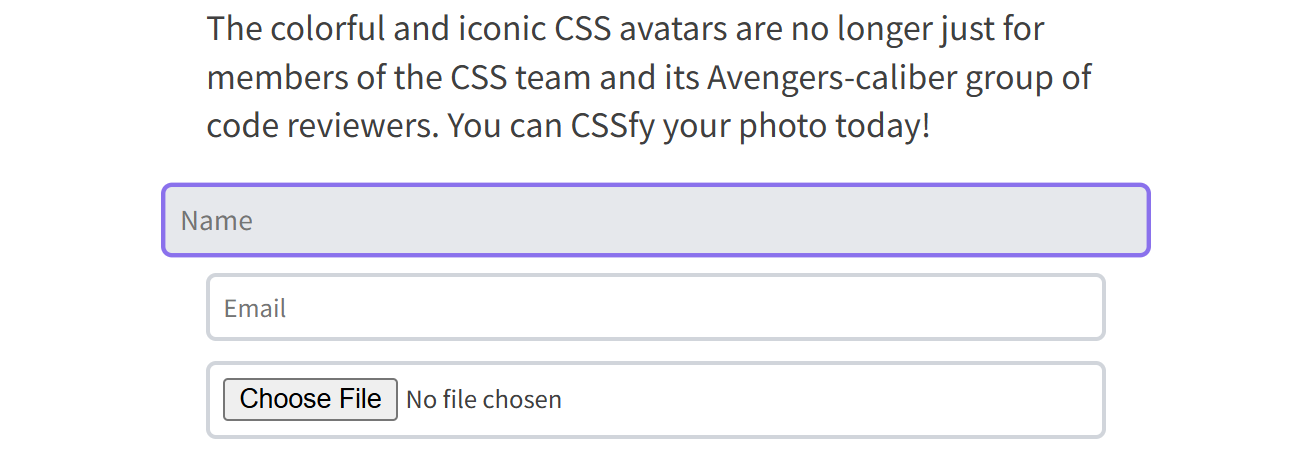 The colorful and iconic CSS avatars are no longer just for
members of the CSS team and its Avengers-caliber group of
code reviewers. You can CSSfy your photo today!
Name
Email
Choose File No file chosen